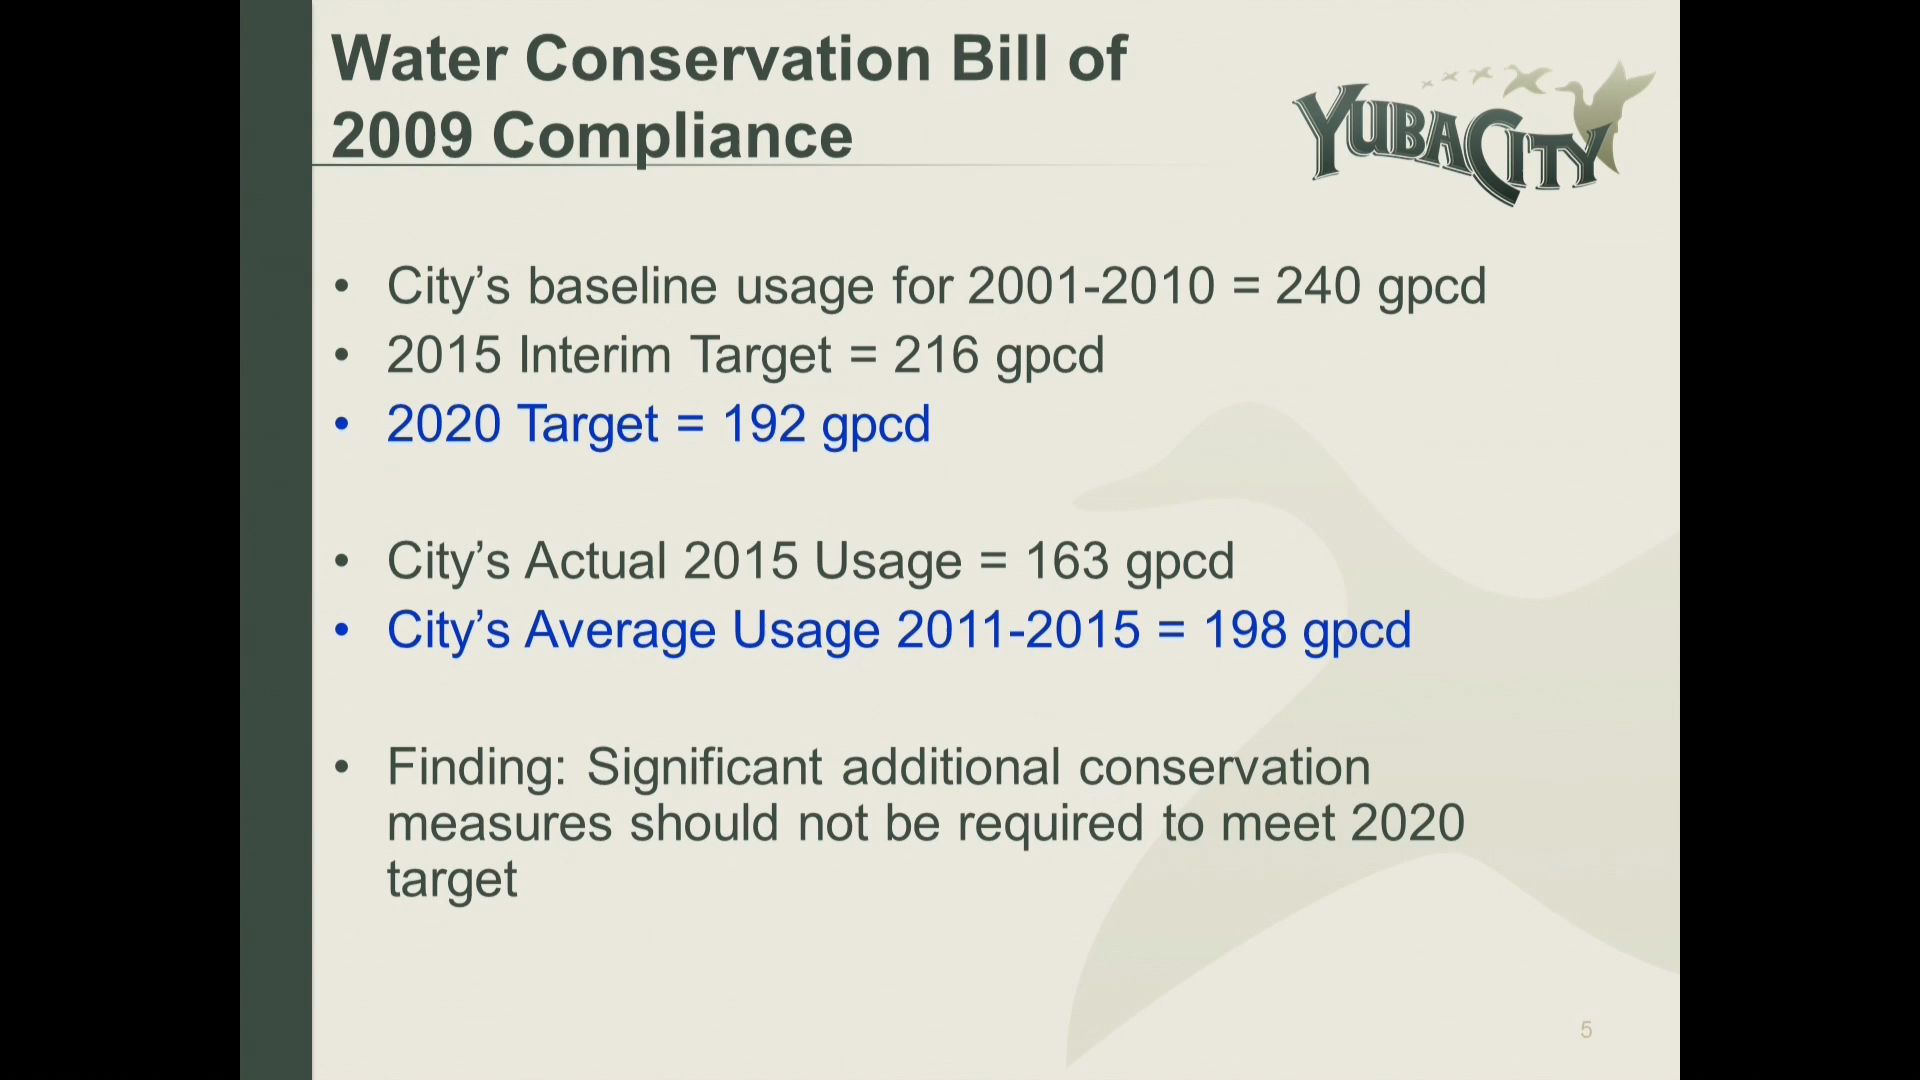 Water Conservation Bill of
2009 Compliance
YUBA CITY
• City’s baseline usage for 2001-2010 = 240 gpcd
• 2015 Interim Target = 216 gpcd
• 2020 Target = 192 gpcd
• City’s Actual 2015 Usage = 163 gpcd
• City’s Average Usage 2011-2015 = 198 gpcd
• Finding: Significant additional conservation
measures should not be required to meet 2020
target
5